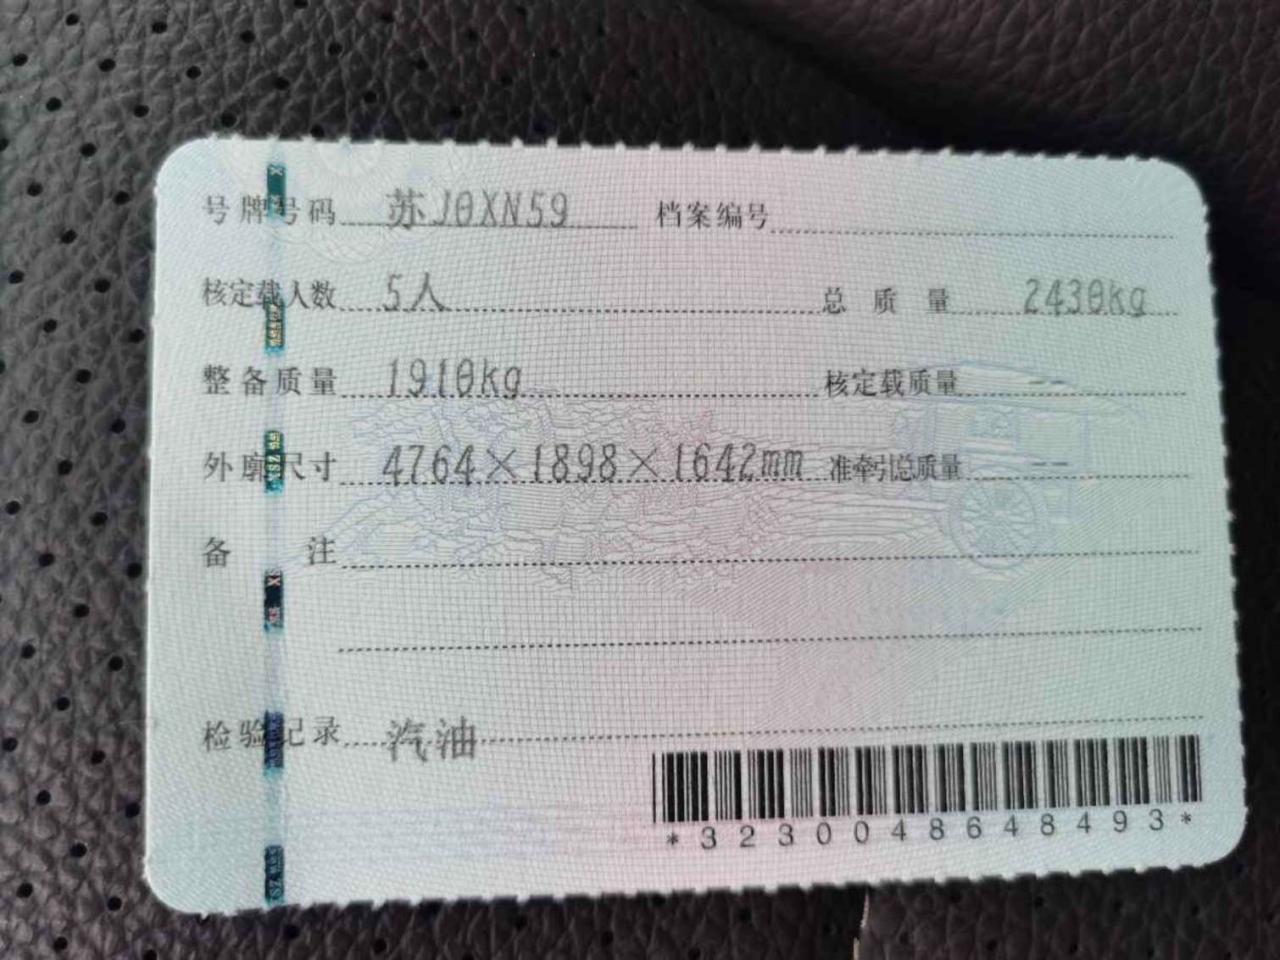 号牌号码 苏J0XN59 档案编号
核定载人数 5人 总质量 2430kg
整备质量 1910kg 核定载质量 --
外廓尺寸 4764×1898×1642mm 准牵引总质量 --
备注
检验记录 汽油
*3230048648493*